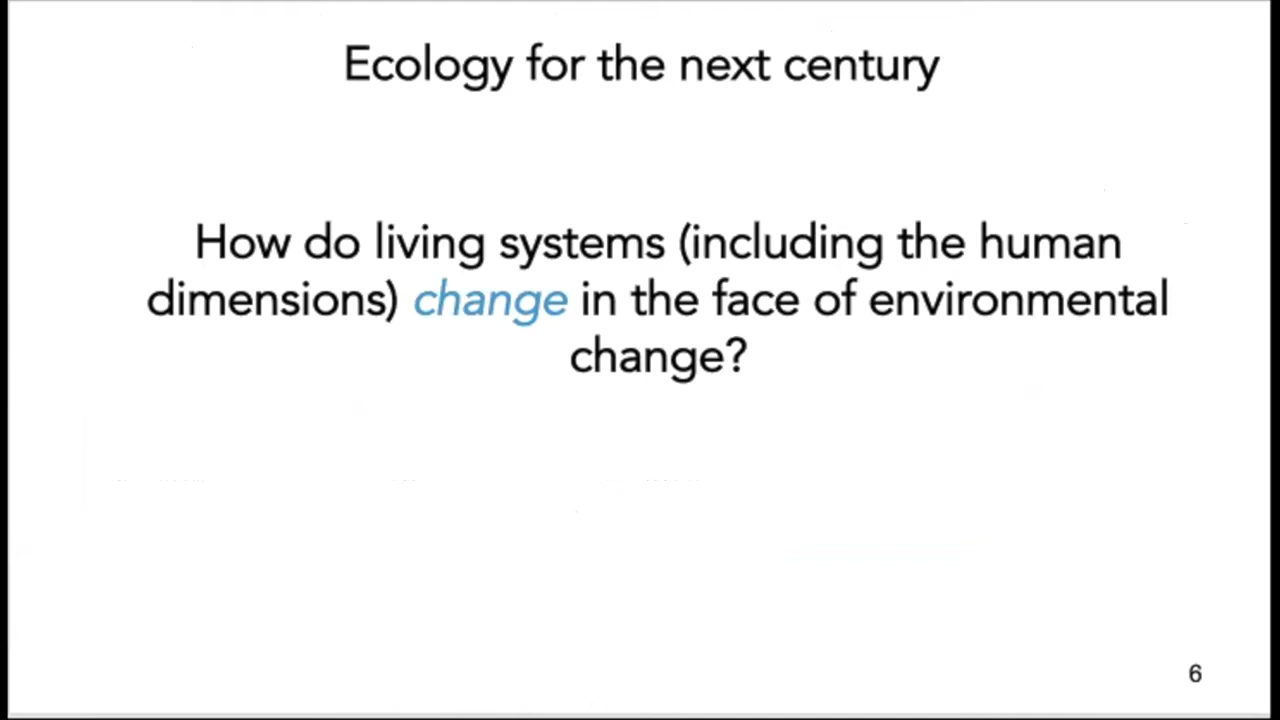 Ecology for the next century
How do living systems (including the human
dimensions) change in the face of environmental
change?
6